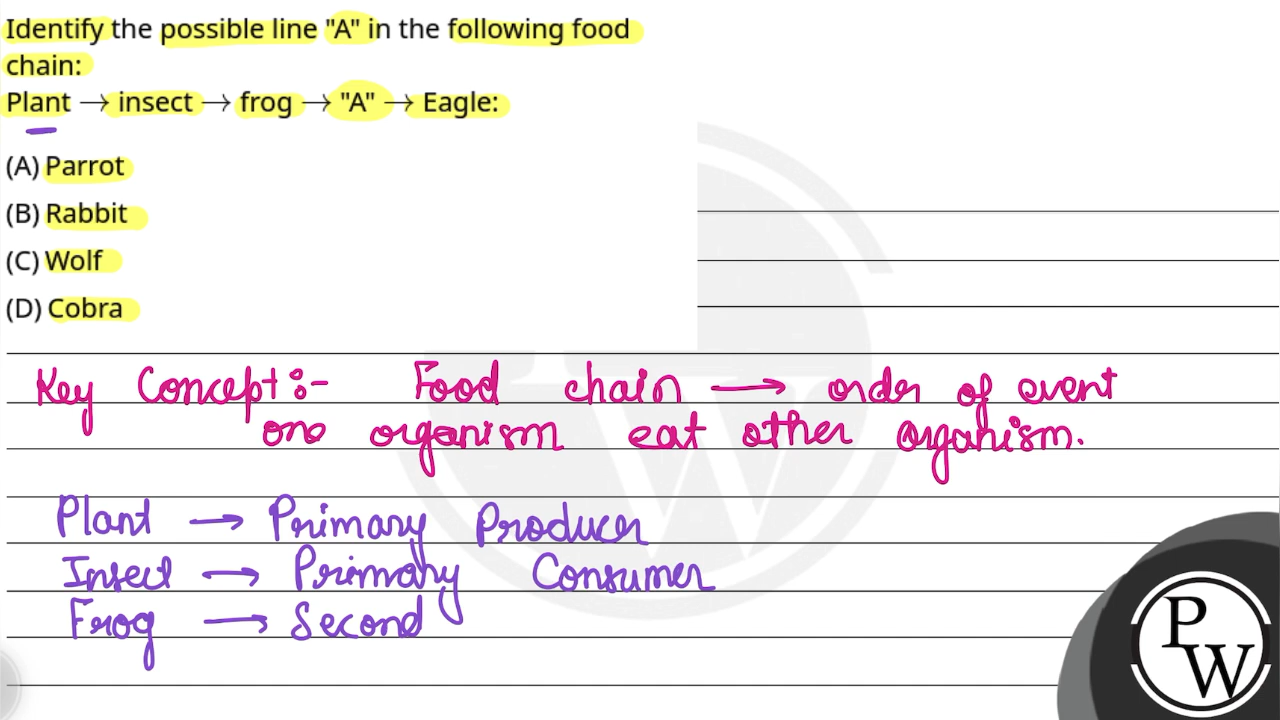 Identify the possible line "A" in the following food
chain:
Plant → insect → frog → "A" → Eagle:
(A) Parrot
(B) Rabbit
(C) Wolf
(D) Cobra
Key Concept :- Food chain → order of event
one organism eat other organism.
Plant → Primary Producer
Insect → Primary Consumer
Frog → Second
PW